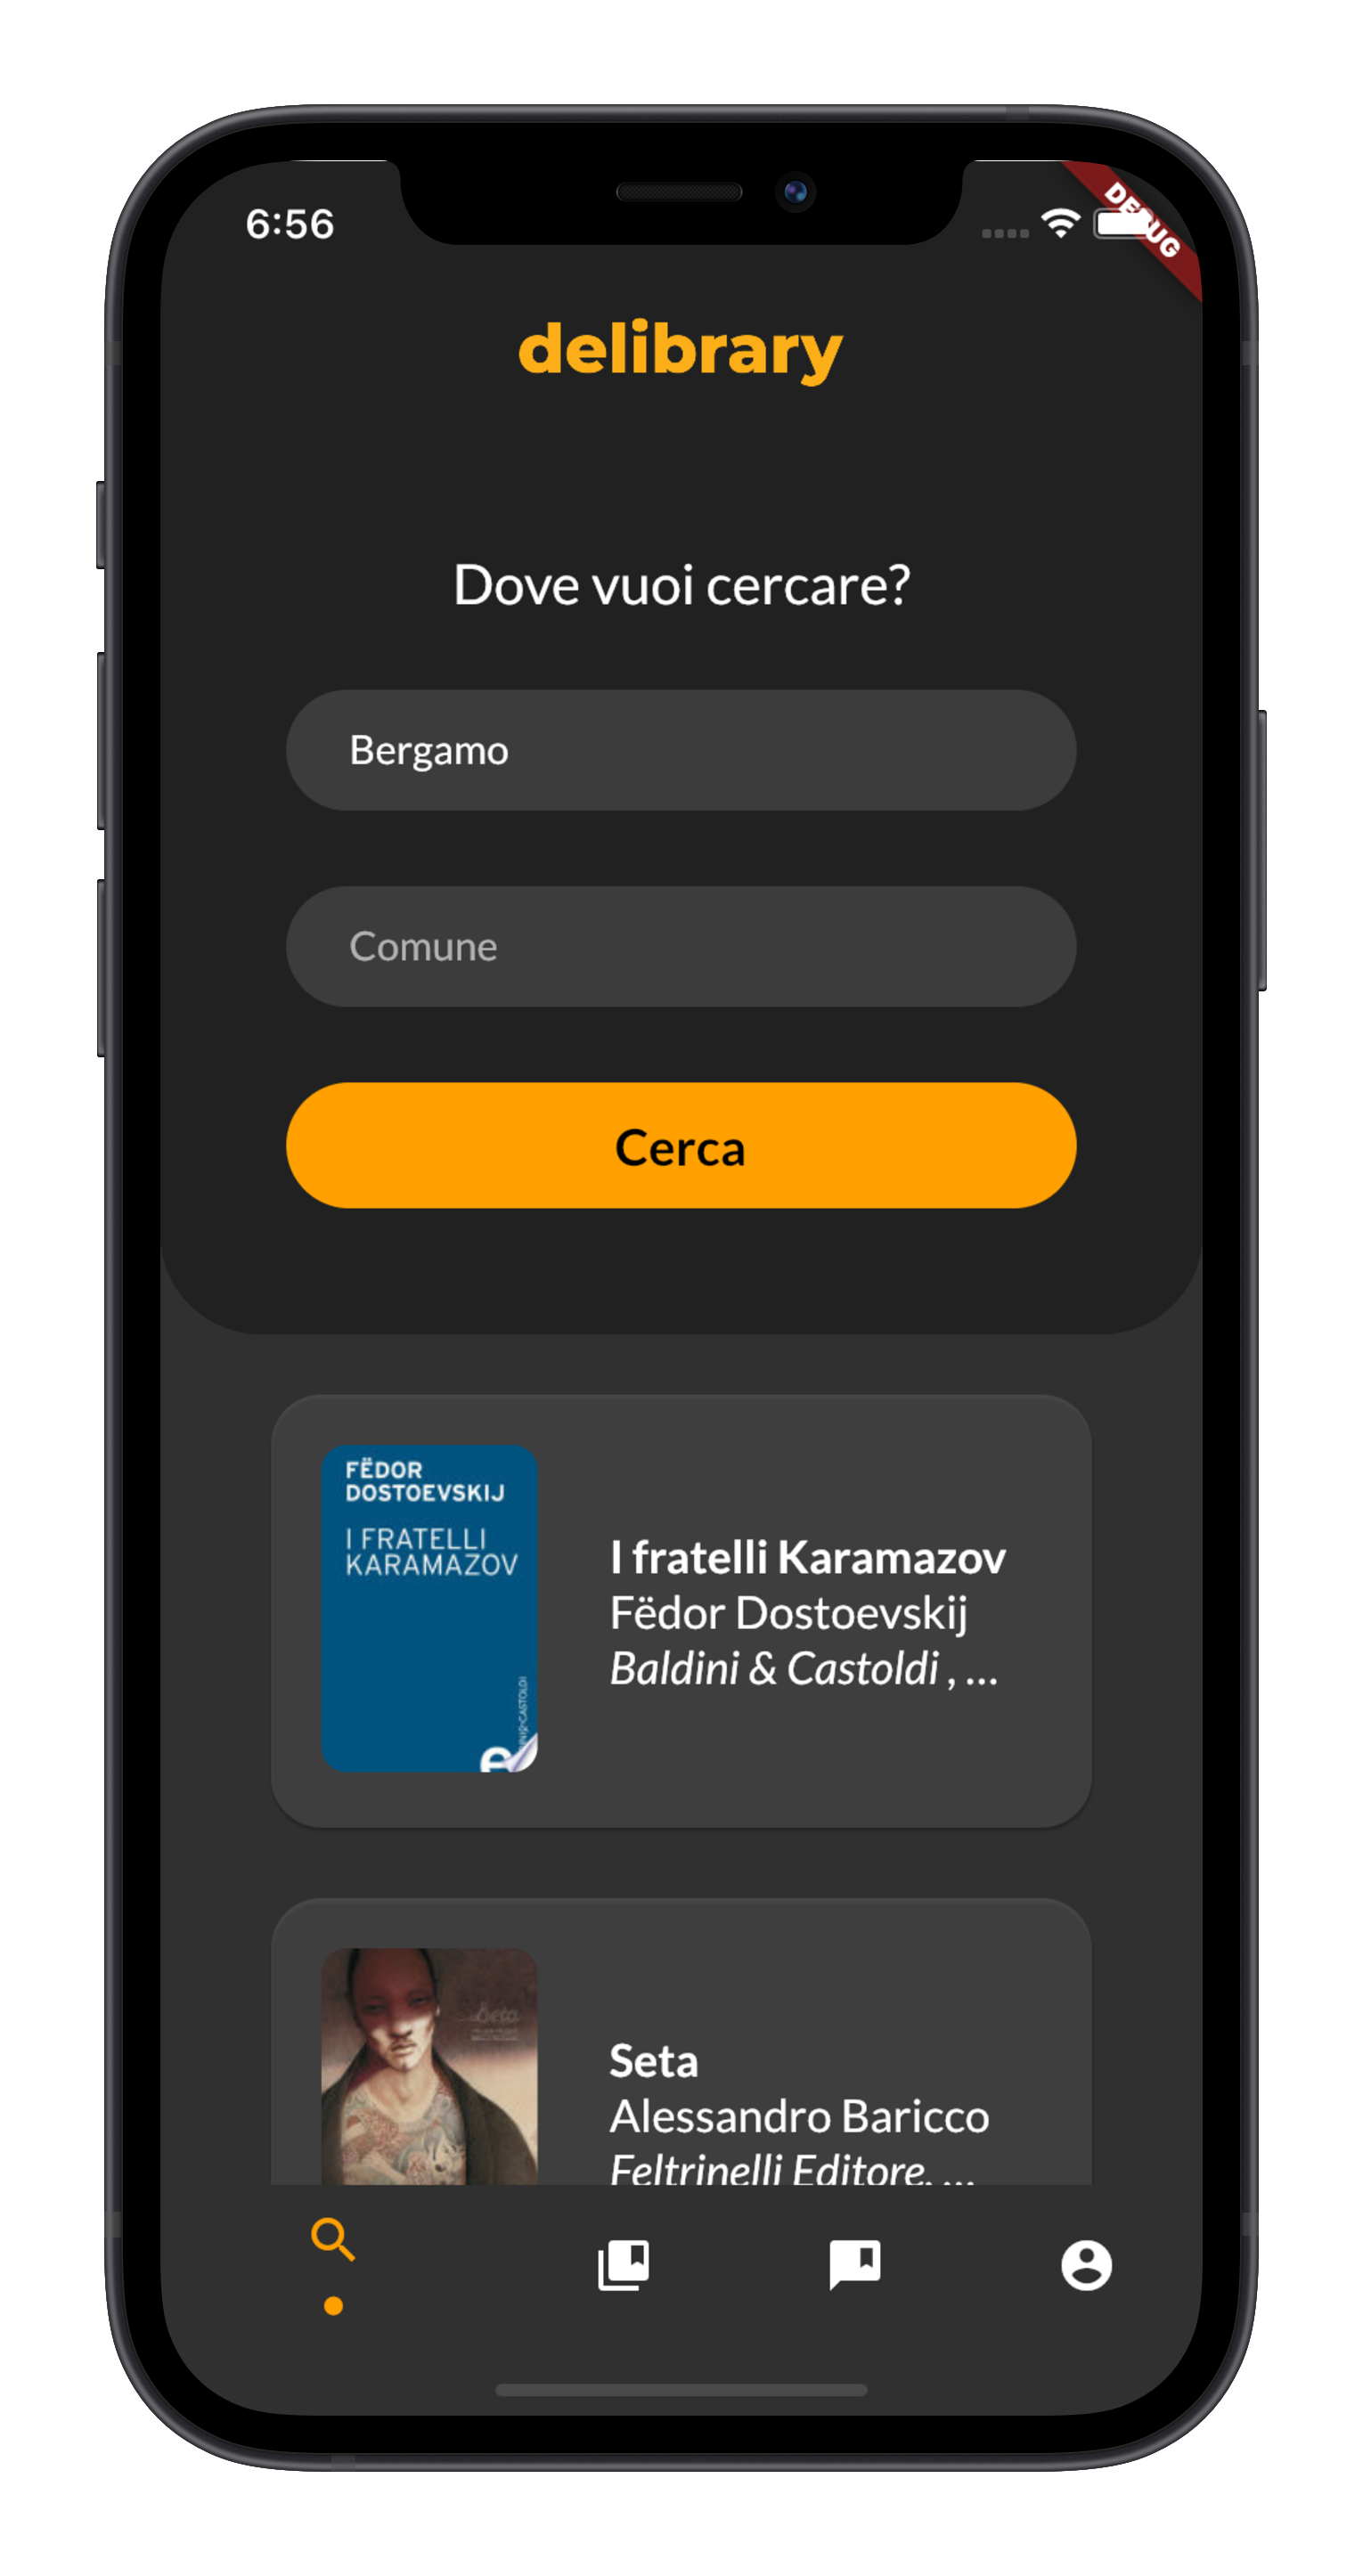 6:56
DEBUG
delibrary
Dove vuoi cercare?
Bergamo
Comune
Cerca
FËDOR
DOSTOEVSKIJ
I FRATELLI
KARAMAZOV
I fratelli Karamazov
Fëdor Dostoevskij
Baldini & Castoldi , ...
Seta
Seta
Alessandro Baricco
Feltrinelli Editore, ...